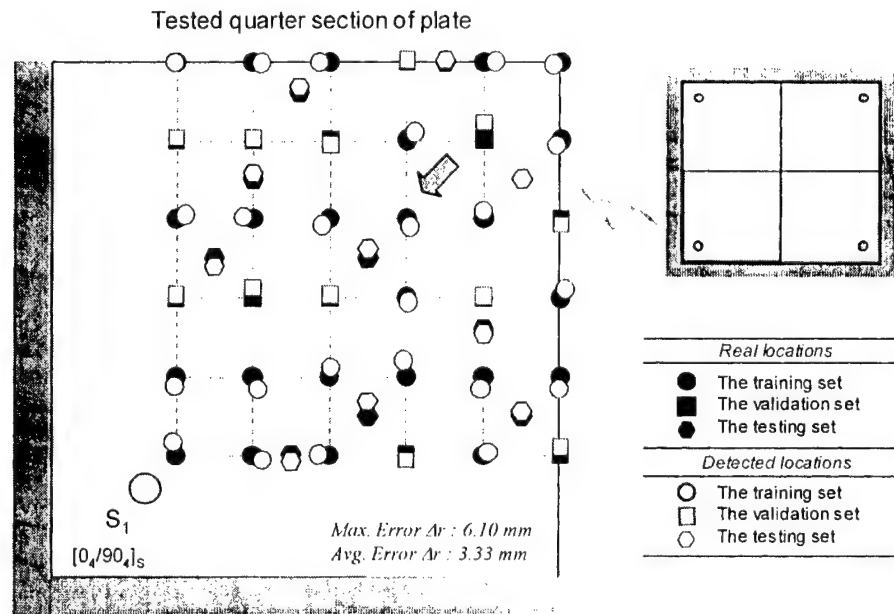 Tested quarter section of plate
S1
[04/904]S
Max. Error Δr : 6.10 mm
Avg. Error Δr : 3.33 mm
Real locations
The training set
The validation set
The testing set
Detected locations
The training set
The validation set
The testing set